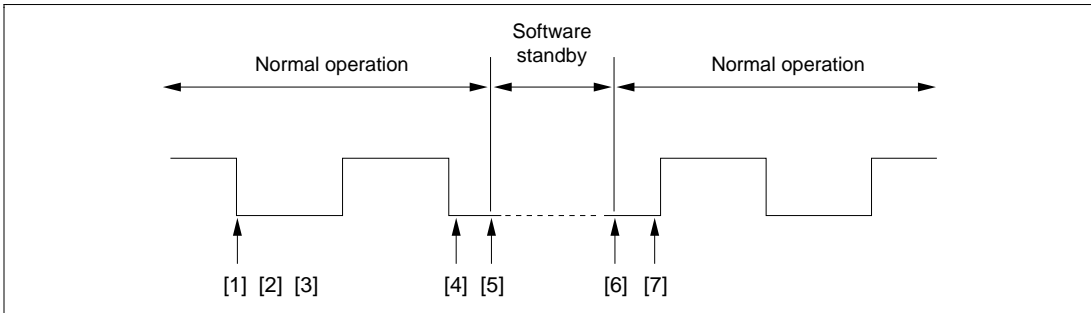 Software
standby
Normal operation
Normal operation
[1] [2] [3]
[4] [5]
[6] [7]